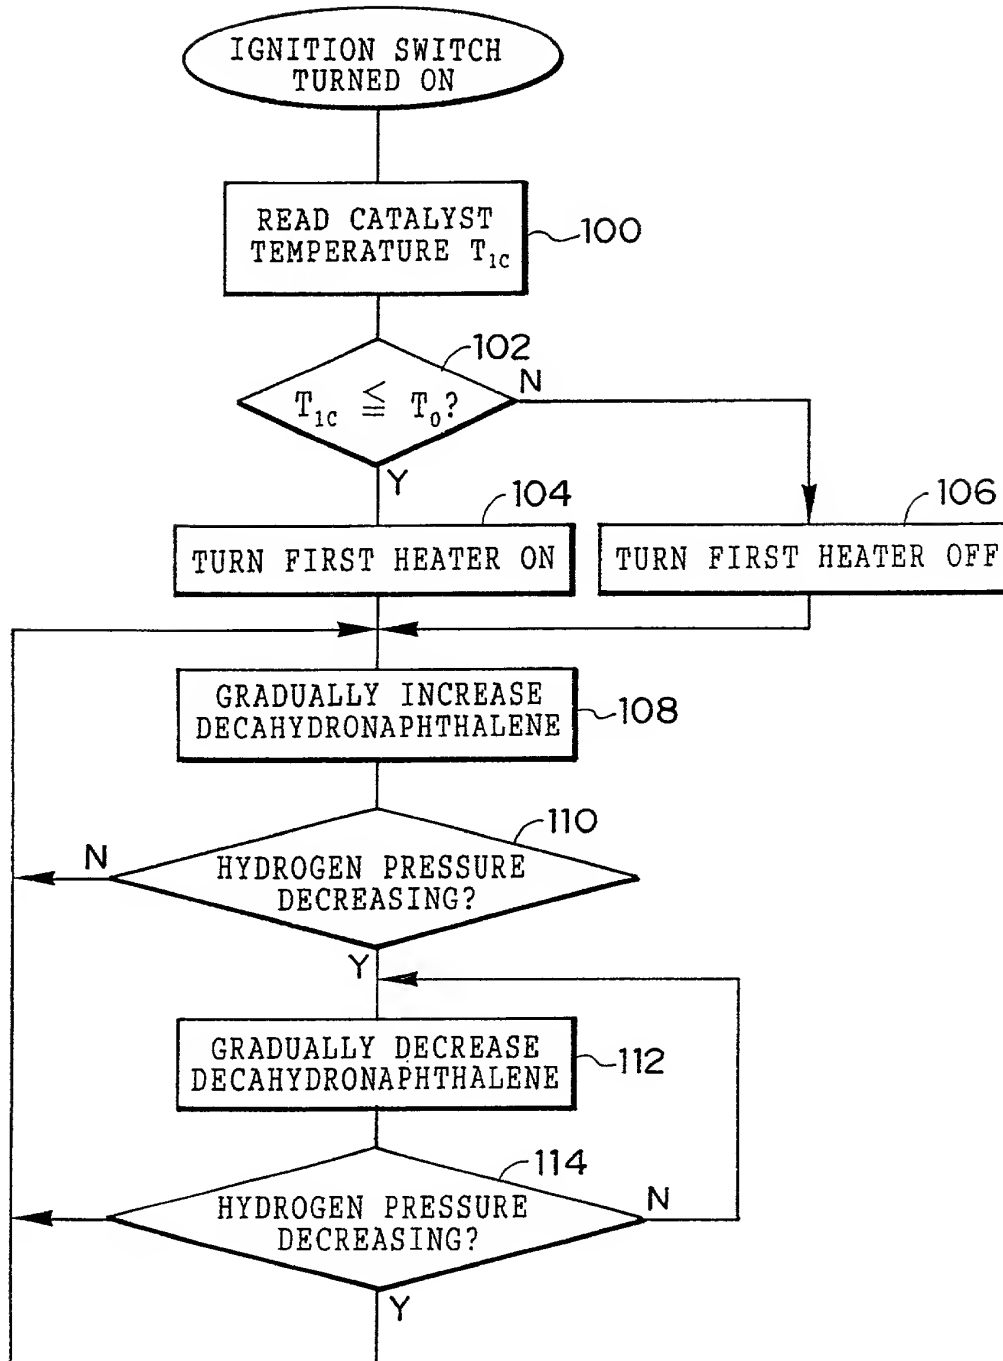 IGNITION SWITCH
TURNED ON
READ CATALYST
TEMPERATURE T1C
100
102
T1C ≦ T0?
N
Y
104
TURN FIRST HEATER ON
106
TURN FIRST HEATER OFF
GRADUALLY INCREASE
DECAHYDRONAPHTHALENE
108
110
HYDROGEN PRESSURE
DECREASING?
N
Y
GRADUALLY DECREASE
DECAHYDRONAPHTHALENE
112
114
HYDROGEN PRESSURE
DECREASING?
N
Y